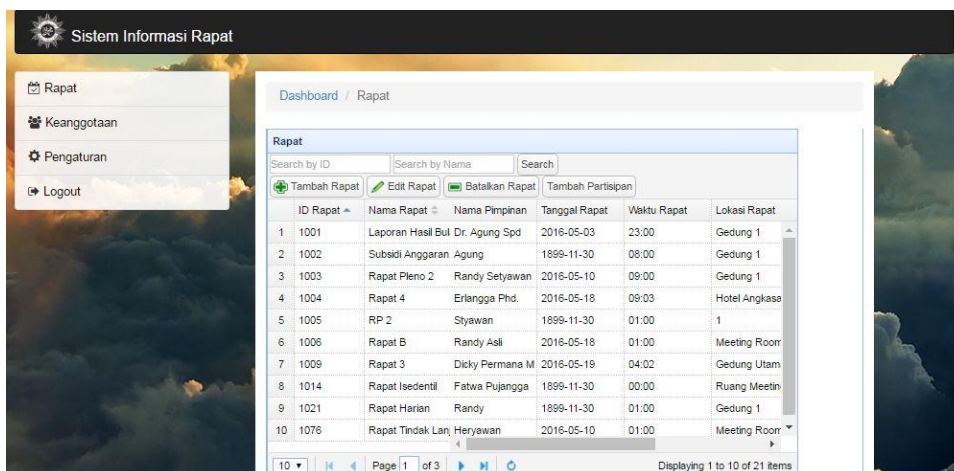 Sistem Informasi Rapat
Rapat
Keanggotaan
Pengaturan
Logout
Dashboard / Rapat
Rapat
Search by ID Search by Nama Search
Tambah Rapat Edit Rapat Batalkan Rapat Tambah Partisipan
ID Rapat Nama Rapat Nama Pimpinan Tanggal Rapat Waktu Rapat Lokasi Rapat
1 1001 Laporan Hasil Bul Dr. Agung Spd 2016-05-03 23:00 Gedung 1
2 1002 Subsidi Anggaran Agung 1899-11-30 08:00 Gedung 1
3 1003 Rapat Pleno 2 Randy Setyawan 2016-05-10 09:00 Gedung 1
4 1004 Rapat 4 Erlangga Phd. 2016-05-18 09:03 Hotel Angkasa
5 1005 RP 2 Styawan 1899-11-30 01:00 1
6 1006 Rapat B Randy Asli 2016-05-18 01:00 Meeting Room
7 1009 Rapat 3 Dicky Permana M 2016-05-19 04:02 Gedung Utam
8 1014 Rapat Isedentil Fatwa Pujangga 1899-11-30 00:00 Ruang Meetin
9 1021 Rapat Harian Randy 1899-11-30 01:00 Gedung 1
10 1076 Rapat Tindak Lanj Heryawan 2016-05-10 01:00 Meeting Room
10 Page 1 of 3 Displaying 1 to 10 of 21 items